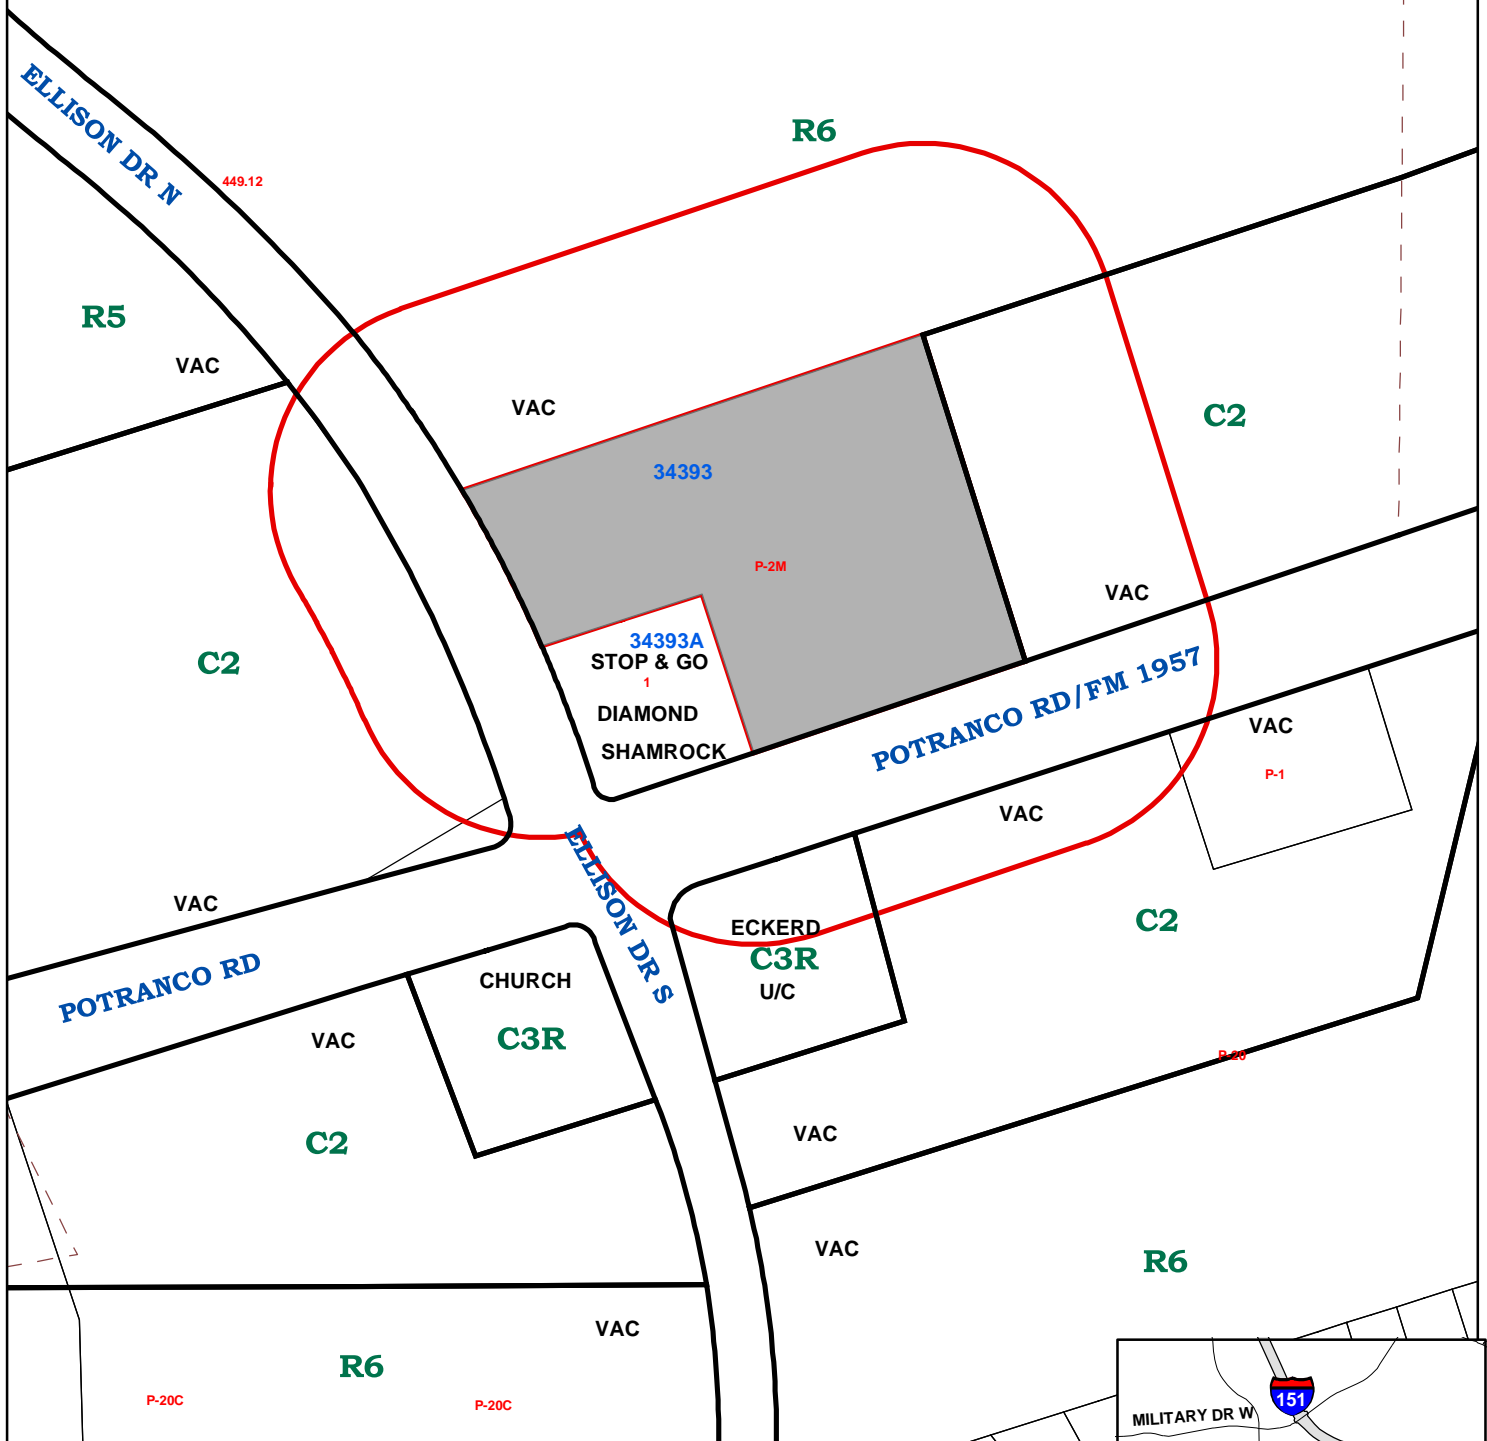 ELLISON DR N
R6
449.12
R5
VAC
VAC
C2
34393
P-2M
VAC
34393A
STOP & GO
1
DIAMOND
SHAMROCK
C2
POTRANCO RD/FM 1957
VAC
P-1
VAC
ELLISON DR S
VAC
ECKERD
C3R
U/C
C2
POTRANCO RD
CHURCH
C3R
VAC
P-20
C2
VAC
VAC
R6
VAC
R6
P-20C
P-20C
151
MILITARY DR W